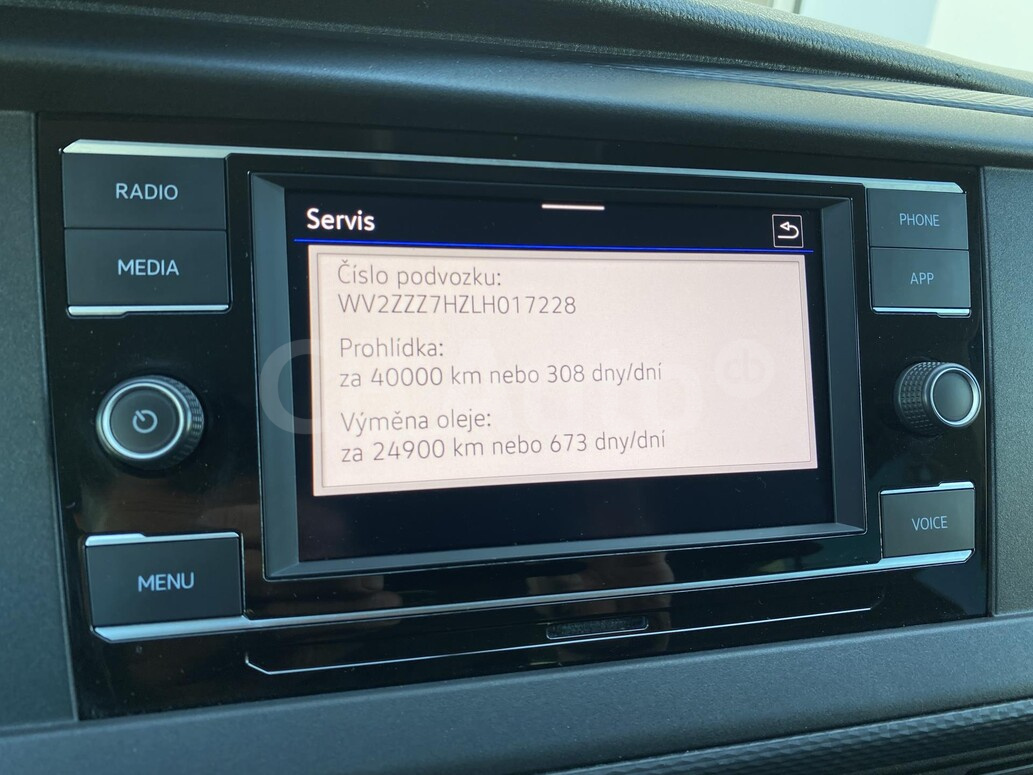 RADIO
MEDIA
MENU
Servis
Číslo podvozku:
WV2ZZZ7HZLH017228
Prohlídka:
za 40000 km nebo 308 dny/dní
Výměna oleje:
za 24900 km nebo 673 dny/dní
PHONE
APP
VOICE